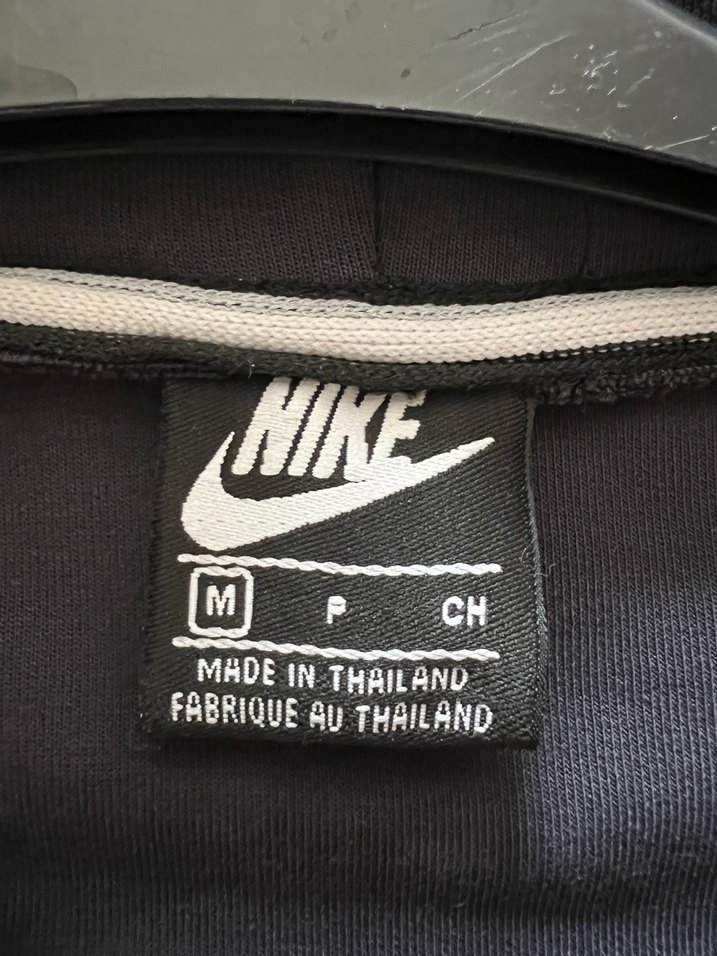 NIKE
M P CH
MADE IN THAILAND
FABRIQUE AU THAILAND